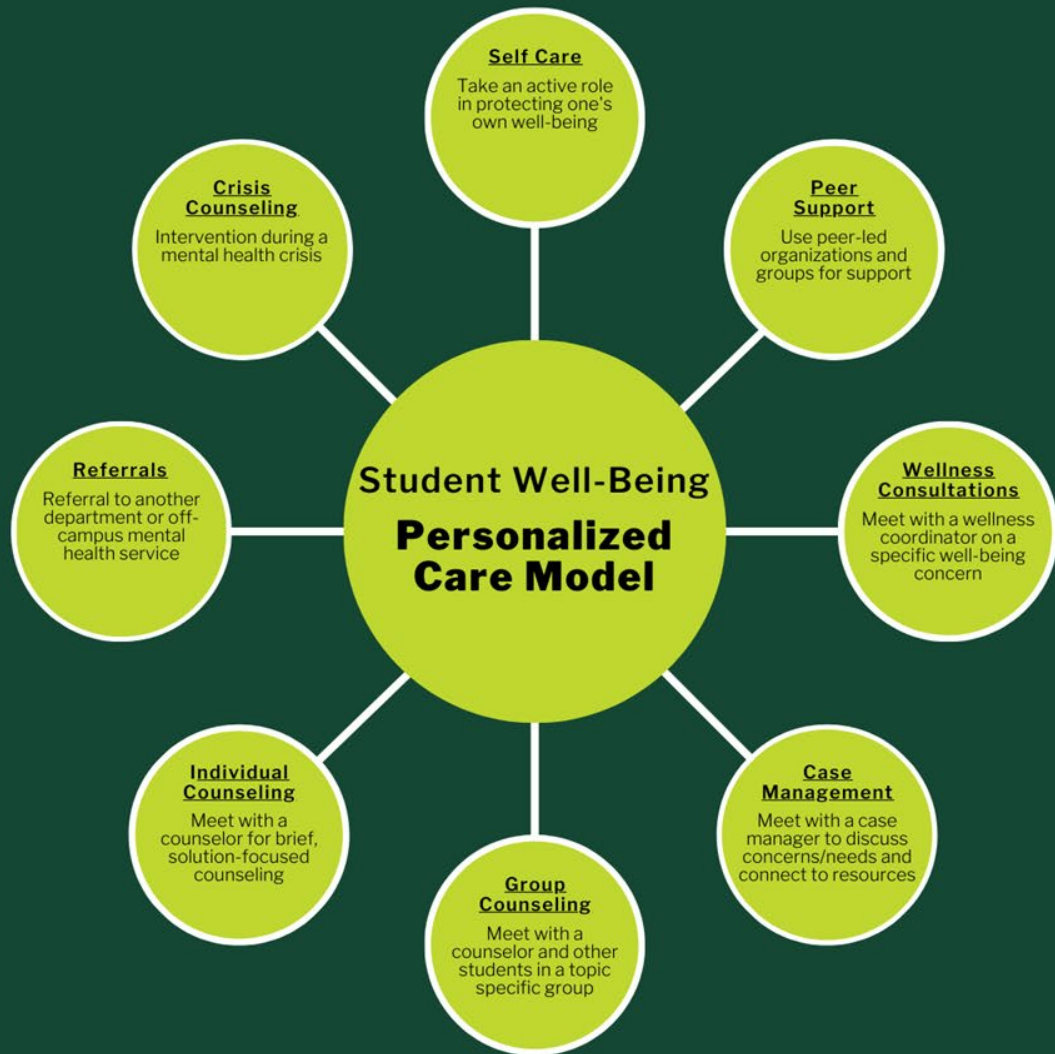 Student Well-Being
Personalized
Care Model
Self Care
Take an active role
in protecting one's
own well-being
Peer
Support
Use peer-led
organizations and
groups for support
Wellness
Consultations
Meet with a wellness
coordinator on a
specific well-being
concern
Case
Management
Meet with a case
manager to discuss
concerns/needs and
connect to resources
Group
Counseling
Meet with a
counselor and other
students in a topic
specific group
Individual
Counseling
Meet with a
counselor for brief,
solution-focused
counseling
Referrals
Referral to another
department or off-
campus mental
health service
Crisis
Counseling
Intervention during a
mental health crisis